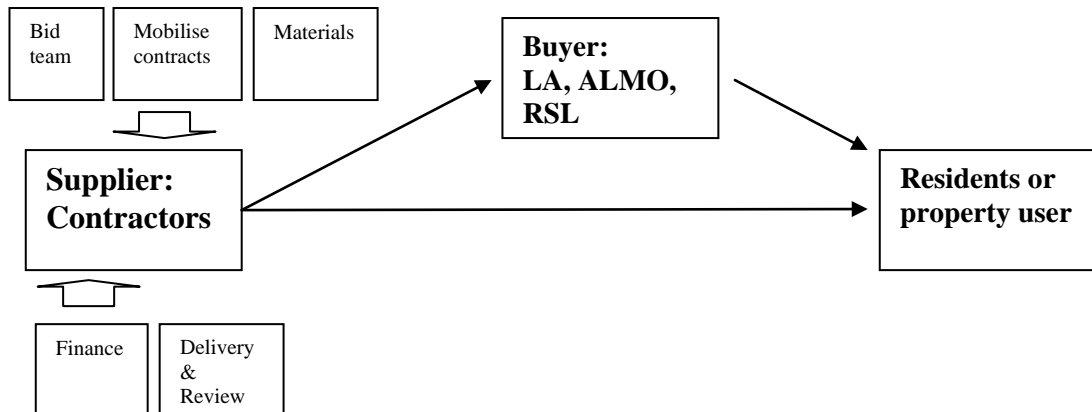 Bid
team
Mobilise
contracts
Materials
Buyer:
LA, ALMO,
RSL
Supplier:
Contractors
Residents or
property user
Finance
Delivery
&
Review